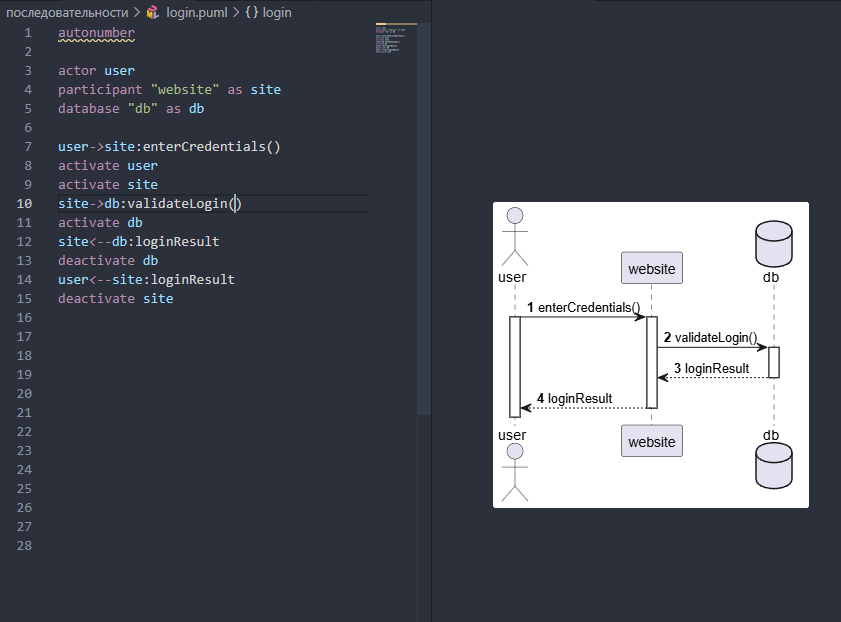 последовательности > login.puml > {} login
1 autonumber
2
3 actor user
4 participant "website" as site
5 database "db" as db
6
7 user->site:enterCredentials()
8 activate user
9 activate site
10 site->db:validateLogin()
11 activate db
12 site<--db:loginResult
13 deactivate db
14 user<--site:loginResult
15 deactivate site
16
17
18
19
20
21
22
23
24
25
26
27
28
user
website
db
1 enterCredentials()
2 validateLogin()
3 loginResult
4 loginResult
user
website
db